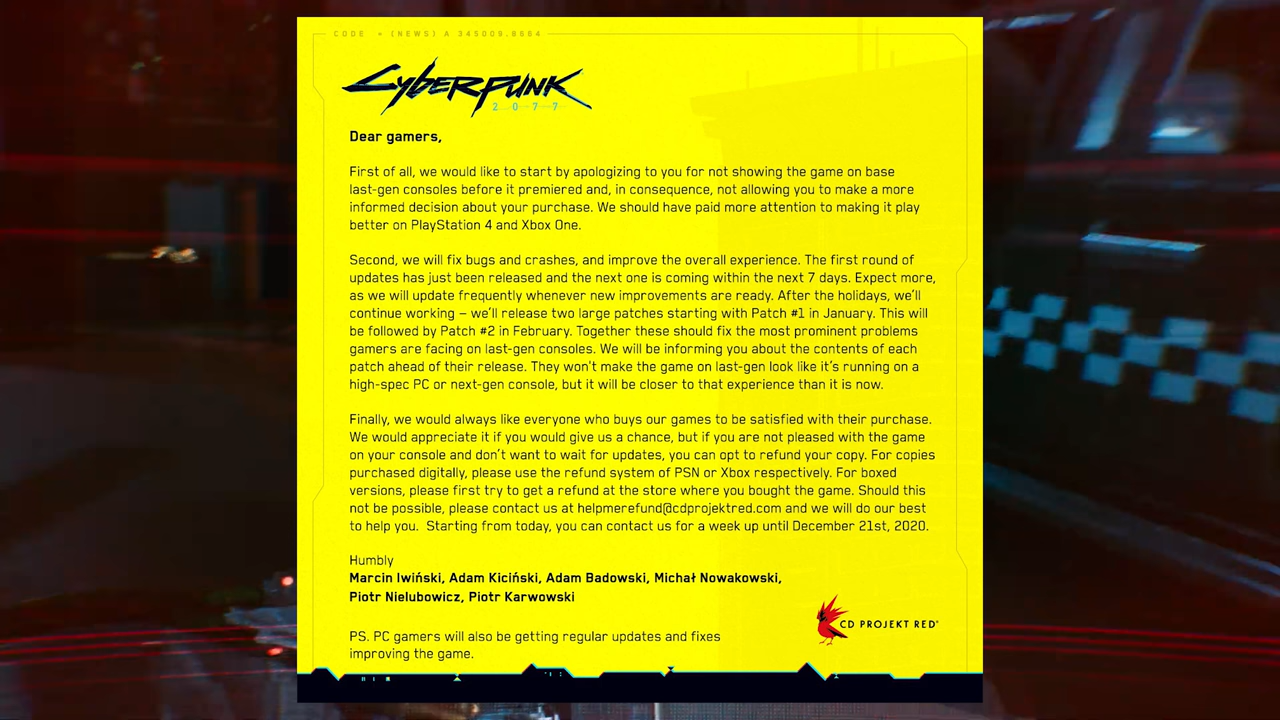 CODE + (NEWS) A 345009.8664
Cyberpunk
2077
Dear gamers,
First of all, we would like to start by apologizing to you for not showing the game on base
last-gen consoles before it premiered and, in consequence, not allowing you to make a more
informed decision about your purchase. We should have paid more attention to making it play
better on PlayStation 4 and Xbox One.
Second, we will fix bugs and crashes, and improve the overall experience. The first round of
updates has just been released and the next one is coming within the next 7 days. Expect more,
as we will update frequently whenever new improvements are ready. After the holidays, we'll
continue working – we'll release two large patches starting with Patch #1 in January. This will
be followed by Patch #2 in February. Together these should fix the most prominent problems
gamers are facing on last-gen consoles. We will be informing you about the contents of each
patch ahead of their release. They won't make the game on last-gen look like it's running on a
high-spec PC or next-gen console, but it will be closer to that experience than it is now.
Finally, we would always like everyone who buys our games to be satisfied with their purchase.
We would appreciate it if you would give us a chance, but if you are not pleased with the game
on your console and don't want to wait for updates, you can opt to refund your copy. For copies
purchased digitally, please use the refund system of PSN or Xbox respectively. For boxed
versions, please first try to get a refund at the store where you bought the game. Should this
not be possible, please contact us at helpmerefund@cdprojektred.com and we will do our best
to help you. Starting from today, you can contact us for a week up until December 21st, 2020.
Humbly
Marcin Iwiński, Adam Kiciński, Adam Badowski, Michał Nowakowski,
Piotr Nielubowicz, Piotr Karwowski
CD PROJEKT RED®
PS. PC gamers will also be getting regular updates and fixes
improving the game.